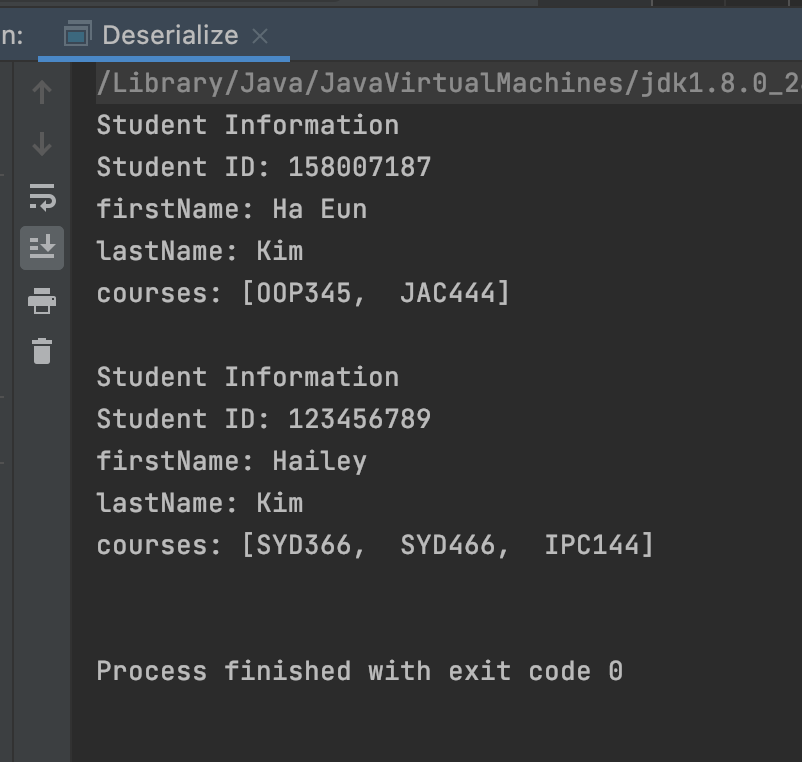 n: Deserialize
/Library/Java/JavaVirtualMachines/jdk1.8.0_2
Student Information
Student ID: 158007187
firstName: Ha Eun
lastName: Kim
courses: [OOP345,  JAC444]
Student Information
Student ID: 123456789
firstName: Hailey
lastName: Kim
courses: [SYD366,  SYD466,  IPC144]
Process finished with exit code 0